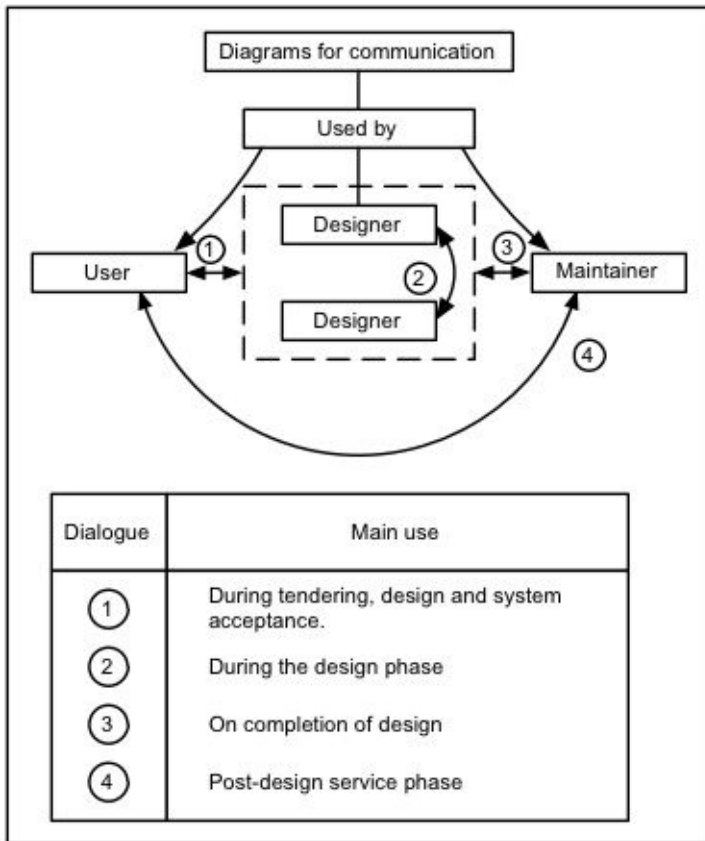 Diagrams for communication
Used by
Designer
1
3
User
2
Maintainer
Designer
4
Dialogue
Main use
1
During tendering, design and system
acceptance.
2
During the design phase
3
On completion of design
4
Post-design service phase